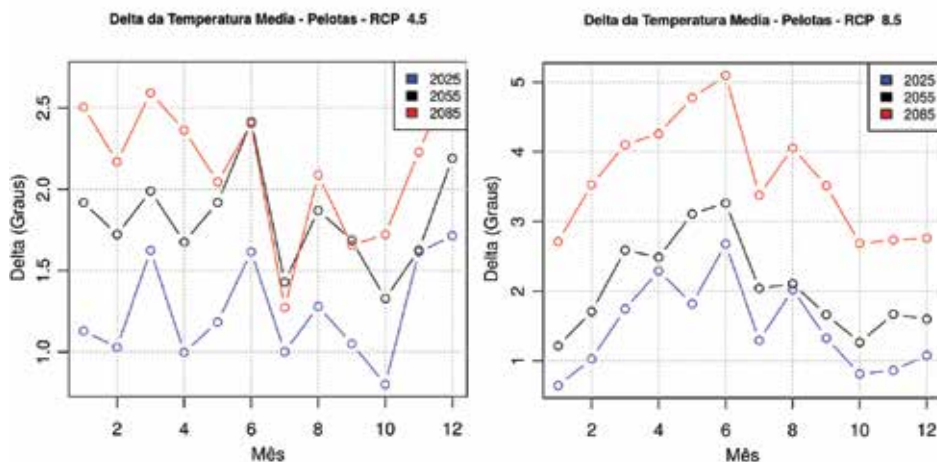 Delta da Temperatura Media - Pelotas - RCP 4.5
2025
2055
2085
Delta (Graus)
2.5
2.0
1.5
1.0
2 4 6 8 10 12
Mês
Delta da Temperatura Media - Pelotas - RCP 8.5
2025
2055
2085
Delta (Graus)
5
4
3
2
1
2 4 6 8 10 12
Mês